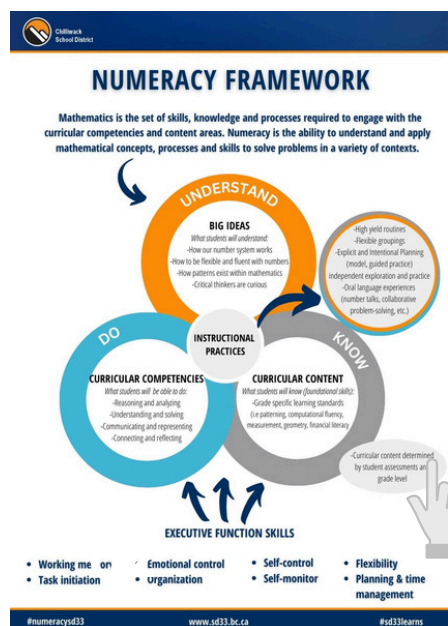 Chilliwack
School District
NUMERACY FRAMEWORK
Mathematics is the set of skills, knowledge and processes required to engage with the
curricular competencies and content areas. Numeracy is the ability to understand and apply
mathematical concepts, processes and skills to solve problems in a variety of contexts.
UNDERSTAND
BIG IDEAS
What students will understand:
-How our number system works
-How to be flexible and fluent with numbers
-How patterns exist within mathematics
-Critical thinkers are curious
-High yield routines
-Flexible groupings
-Explicit and Intentional Planning
(model, guided practice)
independent exploration and practice
-Oral language experiences
(number talks, collaborative
problem-solving, etc.)
INSTRUCTIONAL
PRACTICES
DO
CURRICULAR COMPETENCIES
What students will be able to do:
-Reasoning and analyzing
-Understanding and solving
-Communicating and representing
-Connecting and reflecting
KNOW
CURRICULAR CONTENT
What students will know (foundational skills):
-Grade specific learning standards
(i.e patterning, computational fluency,
measurement, geometry, financial literacy
-Curricular content determined
by student assessments an
grade level
EXECUTIVE FUNCTION SKILLS
• Working me or
• Task initiation
Emotional control
• Organization
• Self-control
• Self-monitor
• Flexibility
• Planning & time
management
#numeracysd33
www.sd33.bc.ca
#sd33learns